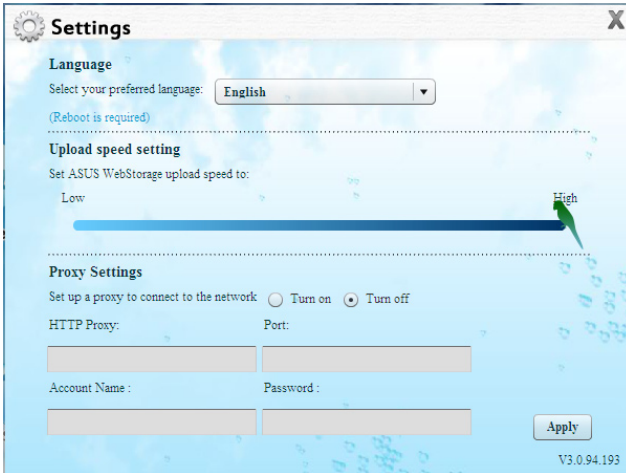 Settings
X
Language
Select your preferred language: English
(Reboot is required)
Upload speed setting
Set ASUS WebStorage upload speed to:
Low High
Proxy Settings
Set up a proxy to connect to the network Turn on Turn off
HTTP Proxy: Port:
Account Name : Password :
Apply
V3.0.94.193